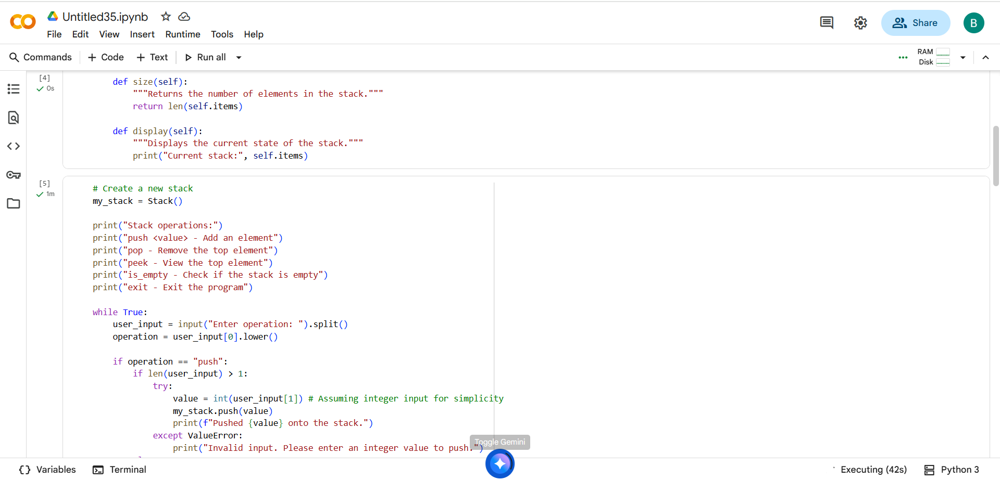 Untitled35.ipynb
File Edit View Insert Runtime Tools Help
Share
B
Commands + Code + Text Run all
RAM
Disk
[4]
0s
def size(self):
"""Returns the number of elements in the stack."""
return len(self.items)
def display(self):
"""Displays the current state of the stack."""
print("Current stack:", self.items)
[5]
1m
# Create a new stack
my_stack = Stack()
print("Stack operations:")
print("push <value> - Add an element")
print("pop - Remove the top element")
print("peek - View the top element")
print("is_empty - Check if the stack is empty")
print("exit - Exit the program")
while True:
user_input = input("Enter operation: ").split()
operation = user_input[0].lower()
if operation == "push":
if len(user_input) > 1:
try:
value = int(user_input[1]) # Assuming integer input for simplicity
my_stack.push(value)
print(f"Pushed {value} onto the stack.")
except ValueError:
print("Invalid input. Please enter an integer value to push.")
Toggle Gemini
Variables Terminal
Executing (42s) Python 3